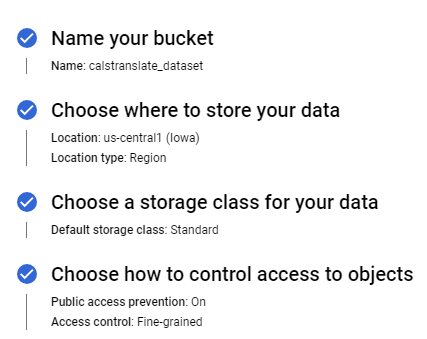 Name your bucket
Name: calstranslate_dataset
Choose where to store your data
Location: us-central1 (Iowa)
Location type: Region
Choose a storage class for your data
Default storage class: Standard
Choose how to control access to objects
Public access prevention: On
Access control: Fine-grained